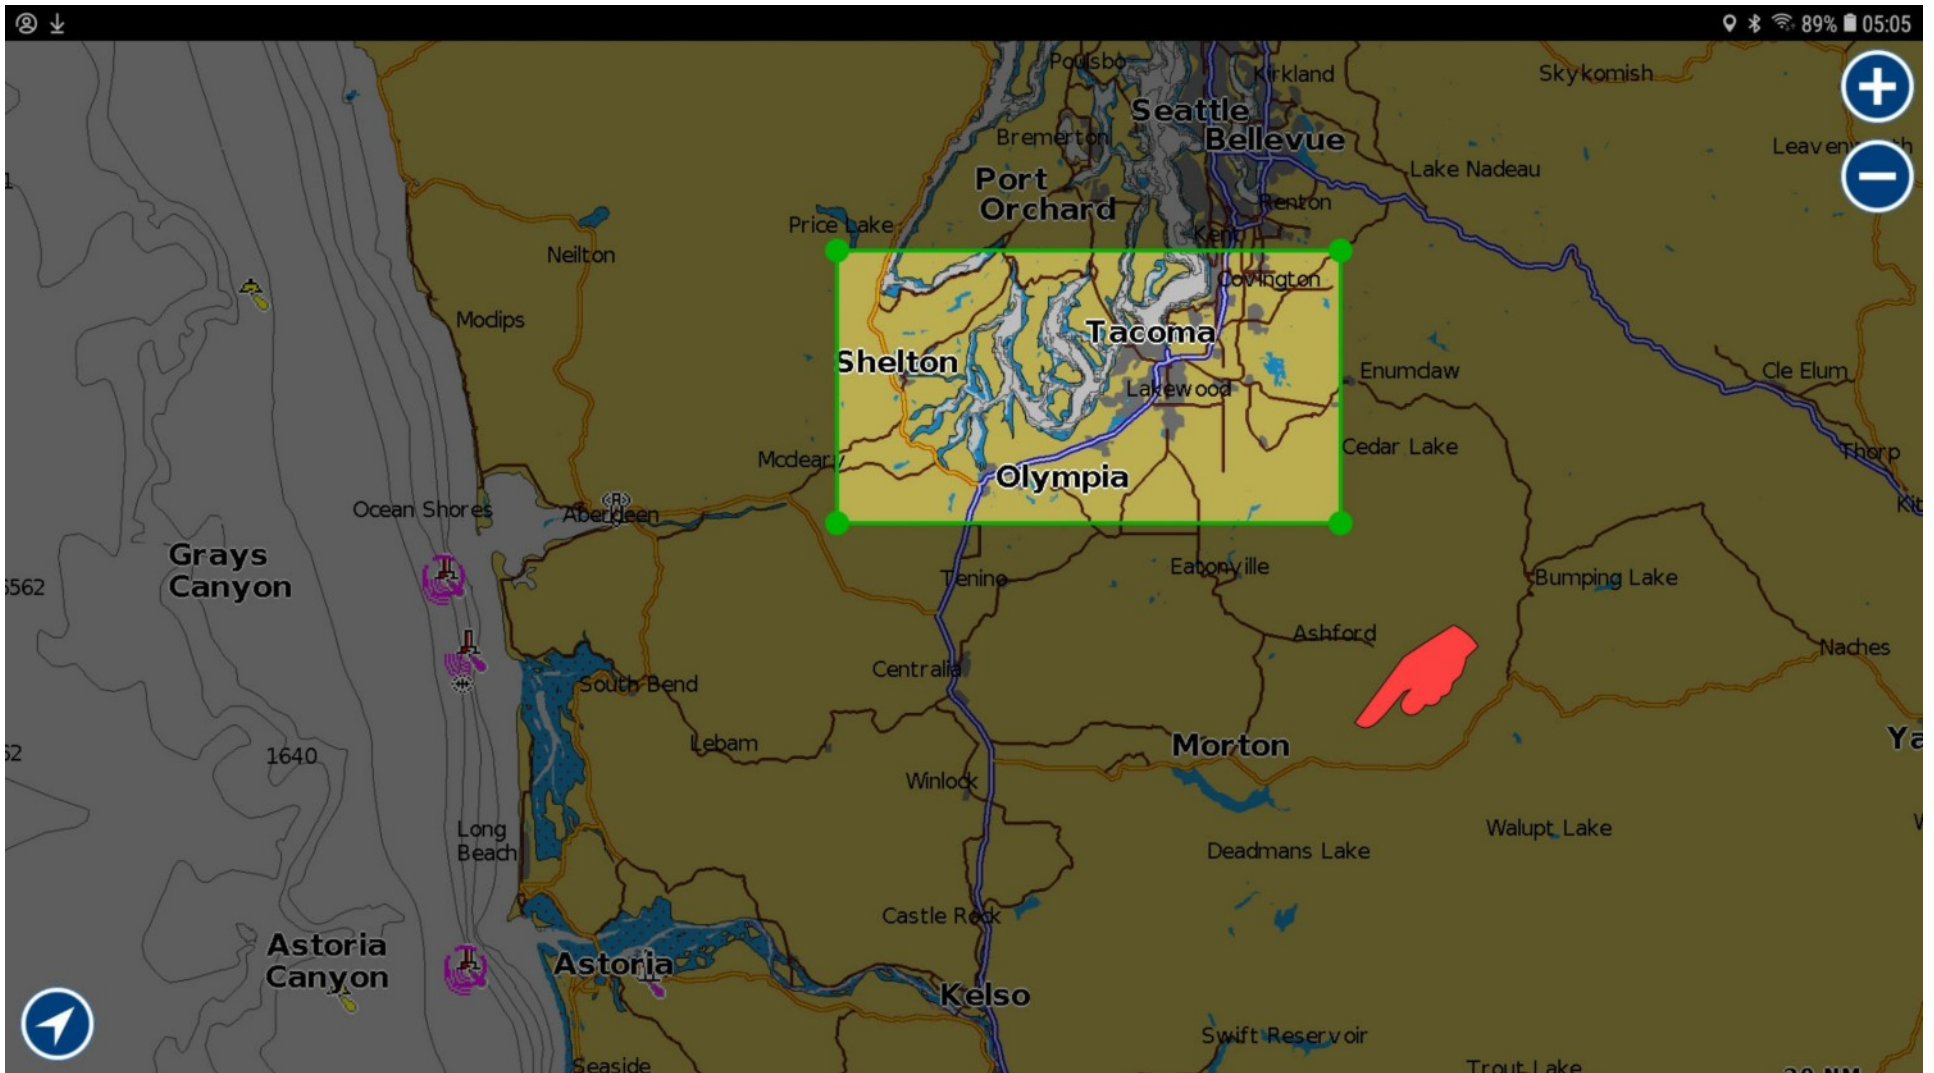 89% 05:05
Poulsbo
Kirkland
Skykomish
Seattle
Bremerton
Bellevue
Lake Nadeau
Port
Orchard
Renton
Price Lake
Kent
Neilton
Covington
Modips
Tacoma
Shelton
Enumdaw
Cle Elum
Lakewood
Cedar Lake
Mcdeary
Thorp
Olympia
Ocean Shores
Aberdeen
Grays
Canyon
Eatonville
Tenino
Bumping Lake
6562
Ashford
Naches
Centralia
South Bend
Lebam
Morton
1640
Winlock
Long
Beach
Walupt Lake
Deadmans Lake
Castle Rock
Astoria
Canyon
Astoria
Kelso
Swift Reservoir
Seaside
Trout Lake